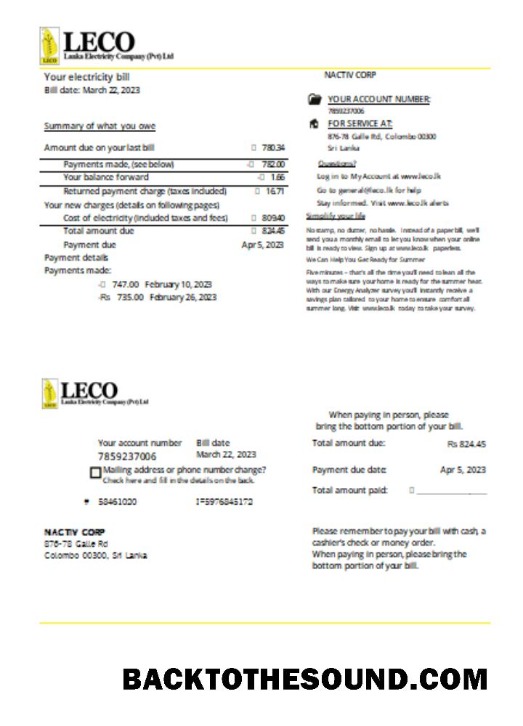 LECO
Lanka Electricity Company (Pvt) Ltd
Your electricity bill
Bill date: March 22, 2023
NACTIV CORP
YOUR ACCOUNT NUMBER:
7859237006
FOR SERVICE AT:
876-78 Galle Rd, Colombo 00300
Sri Lanka
Summary of what you owe
Amount due on your last bill 780.34
Payments made, (see below) - 782.00
Your balance forward - 1.66
Returned payment charge (taxes included) 16.71
Your new charges (details on following pages)
Cost of electricity (included taxes and fees) 809.40
Total amount due 824.45
Payment due Apr 5, 2023
Payment details
Payments made:
- 747.00 February 10, 2023
-Rs 735.00 February 26, 2023
Questions?
Log in to My Account at www.leco.lk
Go to general@leco.lk for help
Stay informed. Visit www.leco.lk alerts
Simplify your life
No stamp, no clutter, no hassle. Instead of a paper bill, we'll
send you a monthly email to let you know when your online
bill is ready to view. Sign up at www.leco.lk paperless.
We Can Help You Get Ready for Summer
Five minutes – that's all the time you'll need to lean all the
ways to make sure your home is ready for the summer heat.
With our Energy Analyzer survey you'll instantly receive a
savings plan tailored to your home to ensure comfort all
summer long. Visit www.leco.lk today to take your survey.
LECO
Lanka Electricity Company (Pvt) Ltd
When paying in person, please
bring the bottom portion of your bill.
Your account number Bill date
7859237006 March 22, 2023
Mailing address or phone number change?
Check here and fill in the details on the back.
# 58461020 1=5976845172
Total amount due: Rs 824.45
Payment due date: Apr 5, 2023
Total amount paid:
NACTIV CORP
876-78 Galle Rd
Colombo 00300, Sri Lanka
Please remember to pay your bill with cash, a
cashier's check or money order.
When paying in person, please bring the
bottom portion of your bill.
BACKTOTHESOUND.COM